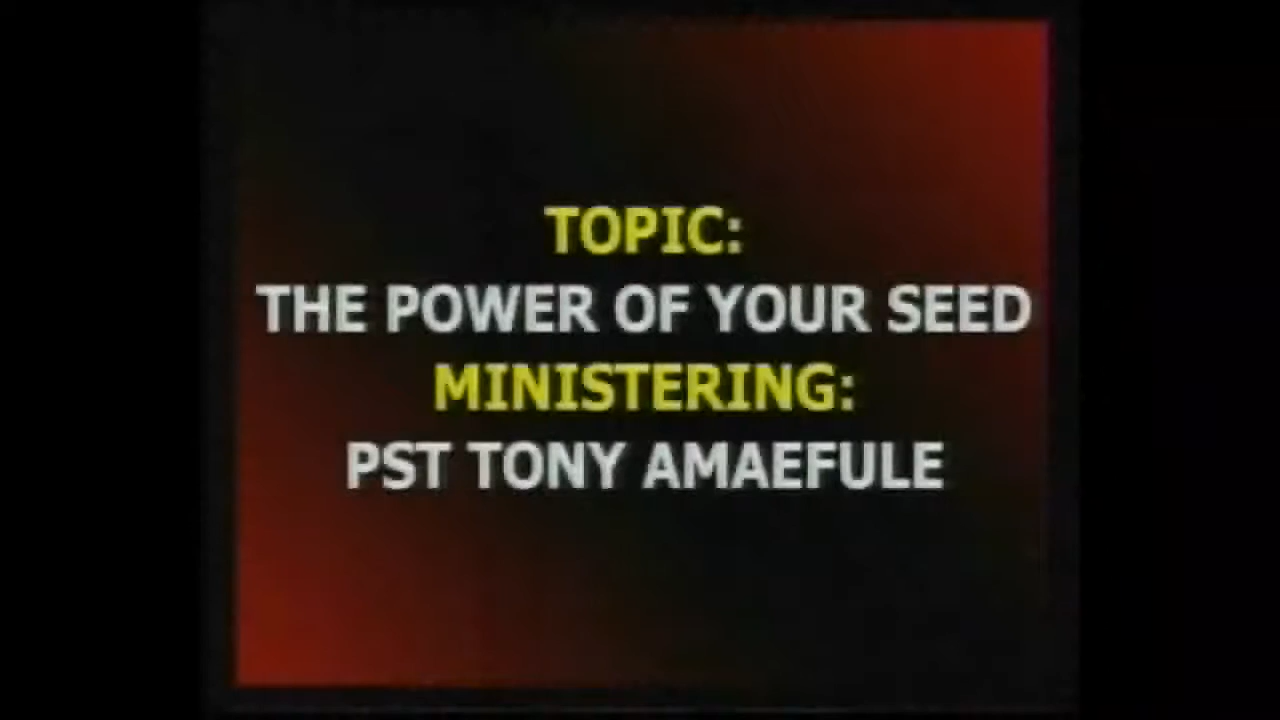 TOPIC:
THE POWER OF YOUR SEED
MINISTERING:
PST TONY AMAEFULE